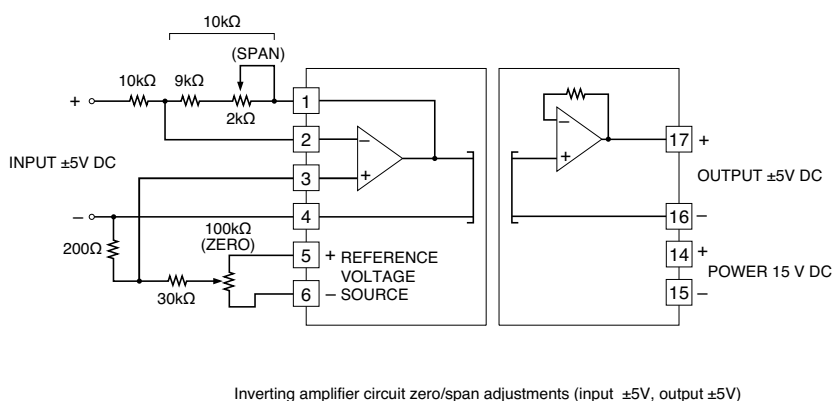 10kΩ
(SPAN)
10kΩ
9kΩ
2kΩ
+
1
2
3
4
5
6
−
+
INPUT ±5V DC
−
200Ω
100kΩ
(ZERO)
30kΩ
+ REFERENCE
VOLTAGE
− SOURCE
−
+
17 +
OUTPUT ±5V DC
16 −
14 +
POWER 15 V DC
15 −
Inverting amplifier circuit zero/span adjustments (input ±5V, output ±5V)